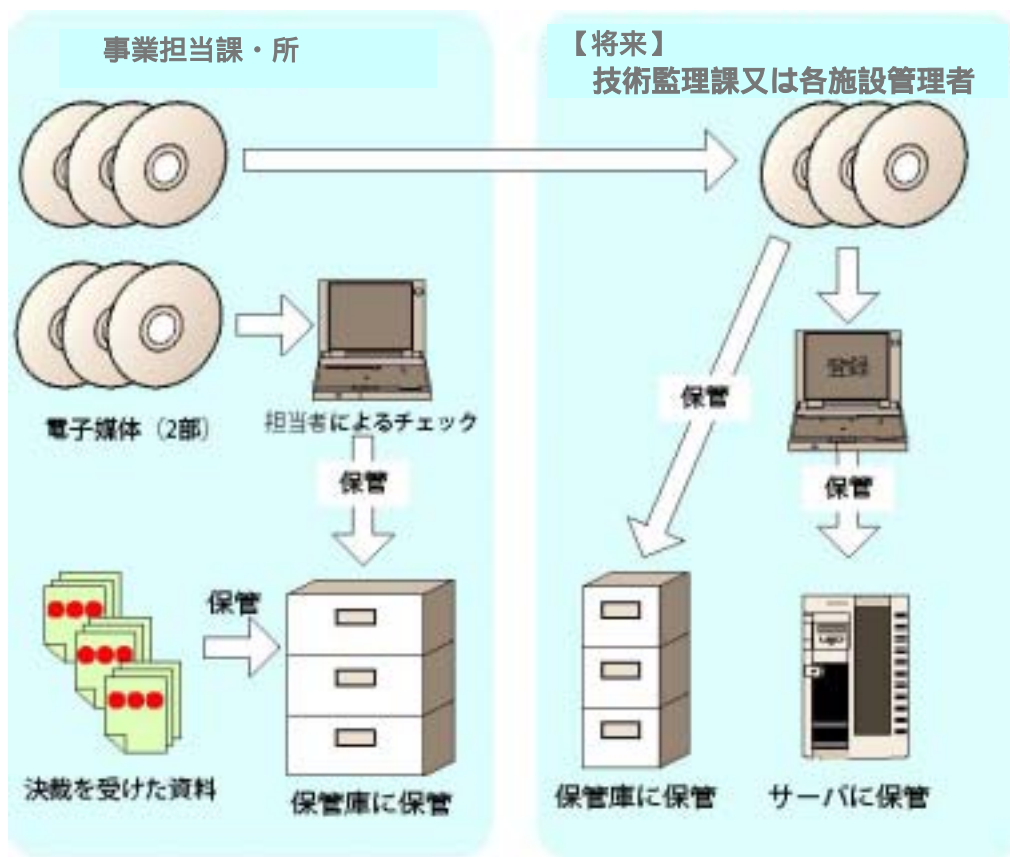 事業担当課・所
電子媒体（2部）
担当者によるチェック
保管
保管
決裁を受けた資料
保管庫に保管
【将来】
技術監理課又は各施設管理者
登録
保管
保管
保管庫に保管
サーバに保管